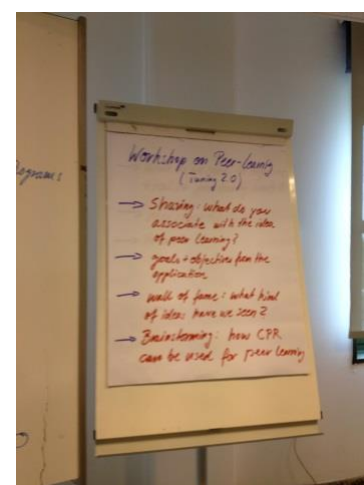 Workshop on Peer-learning
(Tuning 2.0)
→ Sharing: what do you
associate with the idea
of peer learning?
→ goals + objectives from the
application
→ wall of fame: what kind
of ideas have we seen?
→ Brainstorming: how CPR
can be used for peer learning